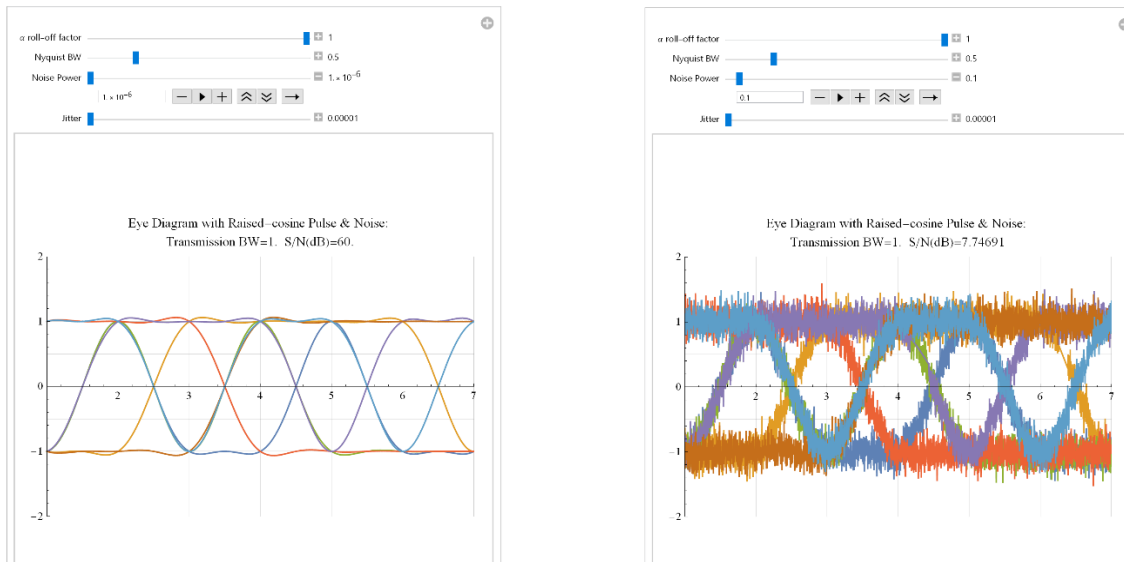 α roll-off factor 1
Nyquist BW 0.5
Noise Power 1.×10⁻⁶
1.×10⁻⁶
Jitter 0.00001
Eye Diagram with Raised-cosine Pulse & Noise:
Transmission BW=1. S/N(dB)=60.
2
1
0
-1
-2
2 3 4 5 6 7
α roll-off factor 1
Nyquist BW 0.5
Noise Power 0.1
0.1
Jitter 0.00001
Eye Diagram with Raised-cosine Pulse & Noise:
Transmission BW=1. S/N(dB)=7.74691
2
1
0
-1
-2
2 3 4 5 6 7